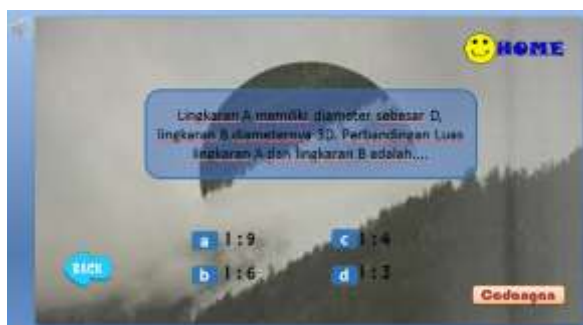 HOME
Lingkaran A memiliki diameter sebesar D,
lingkaran B diameternya 3D. Perbandingan Luas
lingkaran A dan lingkaran B adalah....
a 1 : 9
c 1 : 4
b 1 : 6
d 1 : 3
BACK